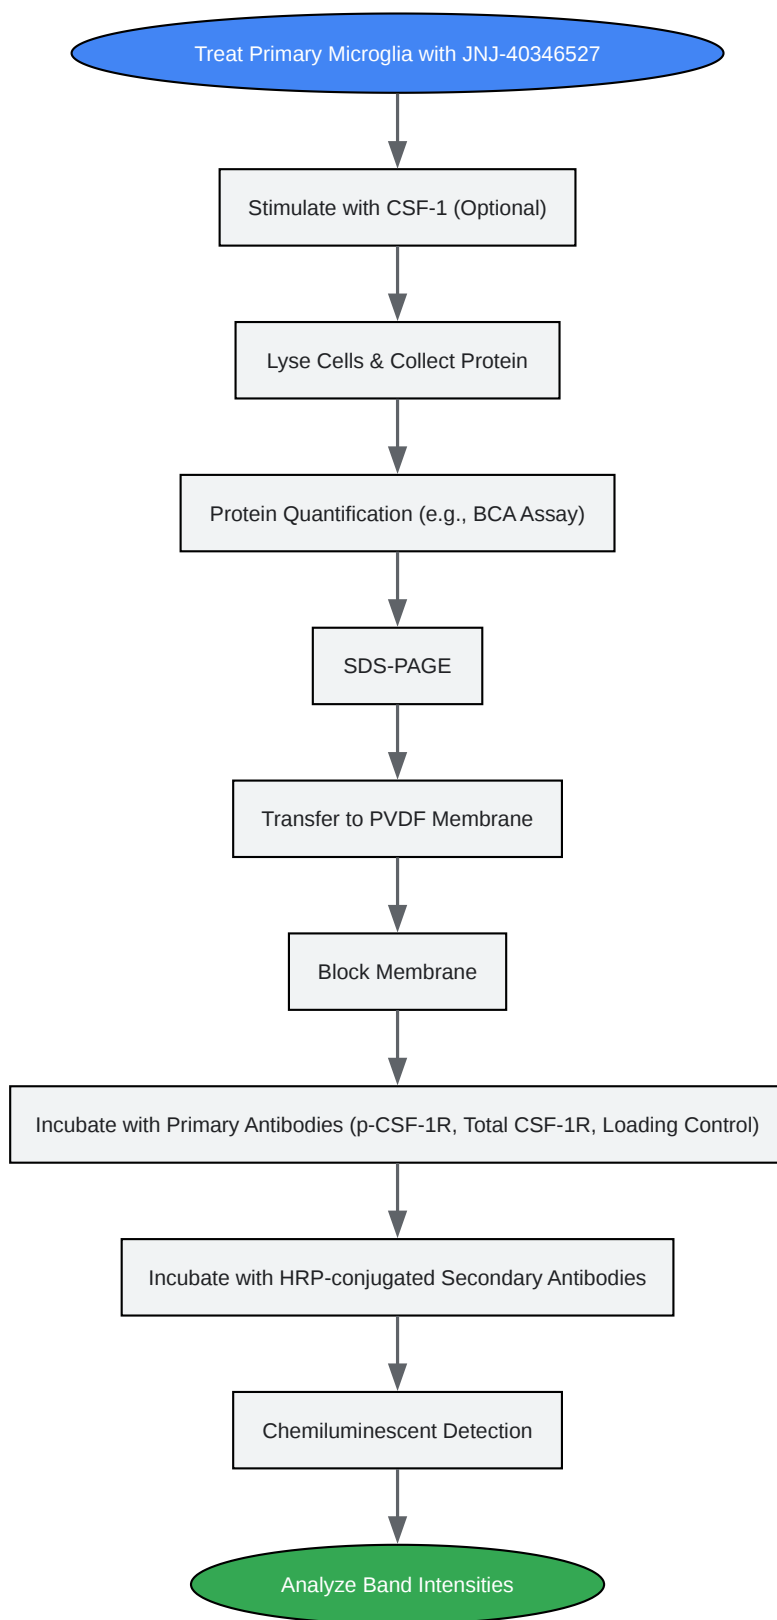 Treat Primary Microglia with JNJ-40346527
Stimulate with CSF-1 (Optional)
Lyse Cells & Collect Protein
Protein Quantification (e.g., BCA Assay)
SDS-PAGE
Transfer to PVDF Membrane
Block Membrane
Incubate with Primary Antibodies (p-CSF-1R, Total CSF-1R, Loading Control)
Incubate with HRP-conjugated Secondary Antibodies
Chemiluminescent Detection
Analyze Band Intensities